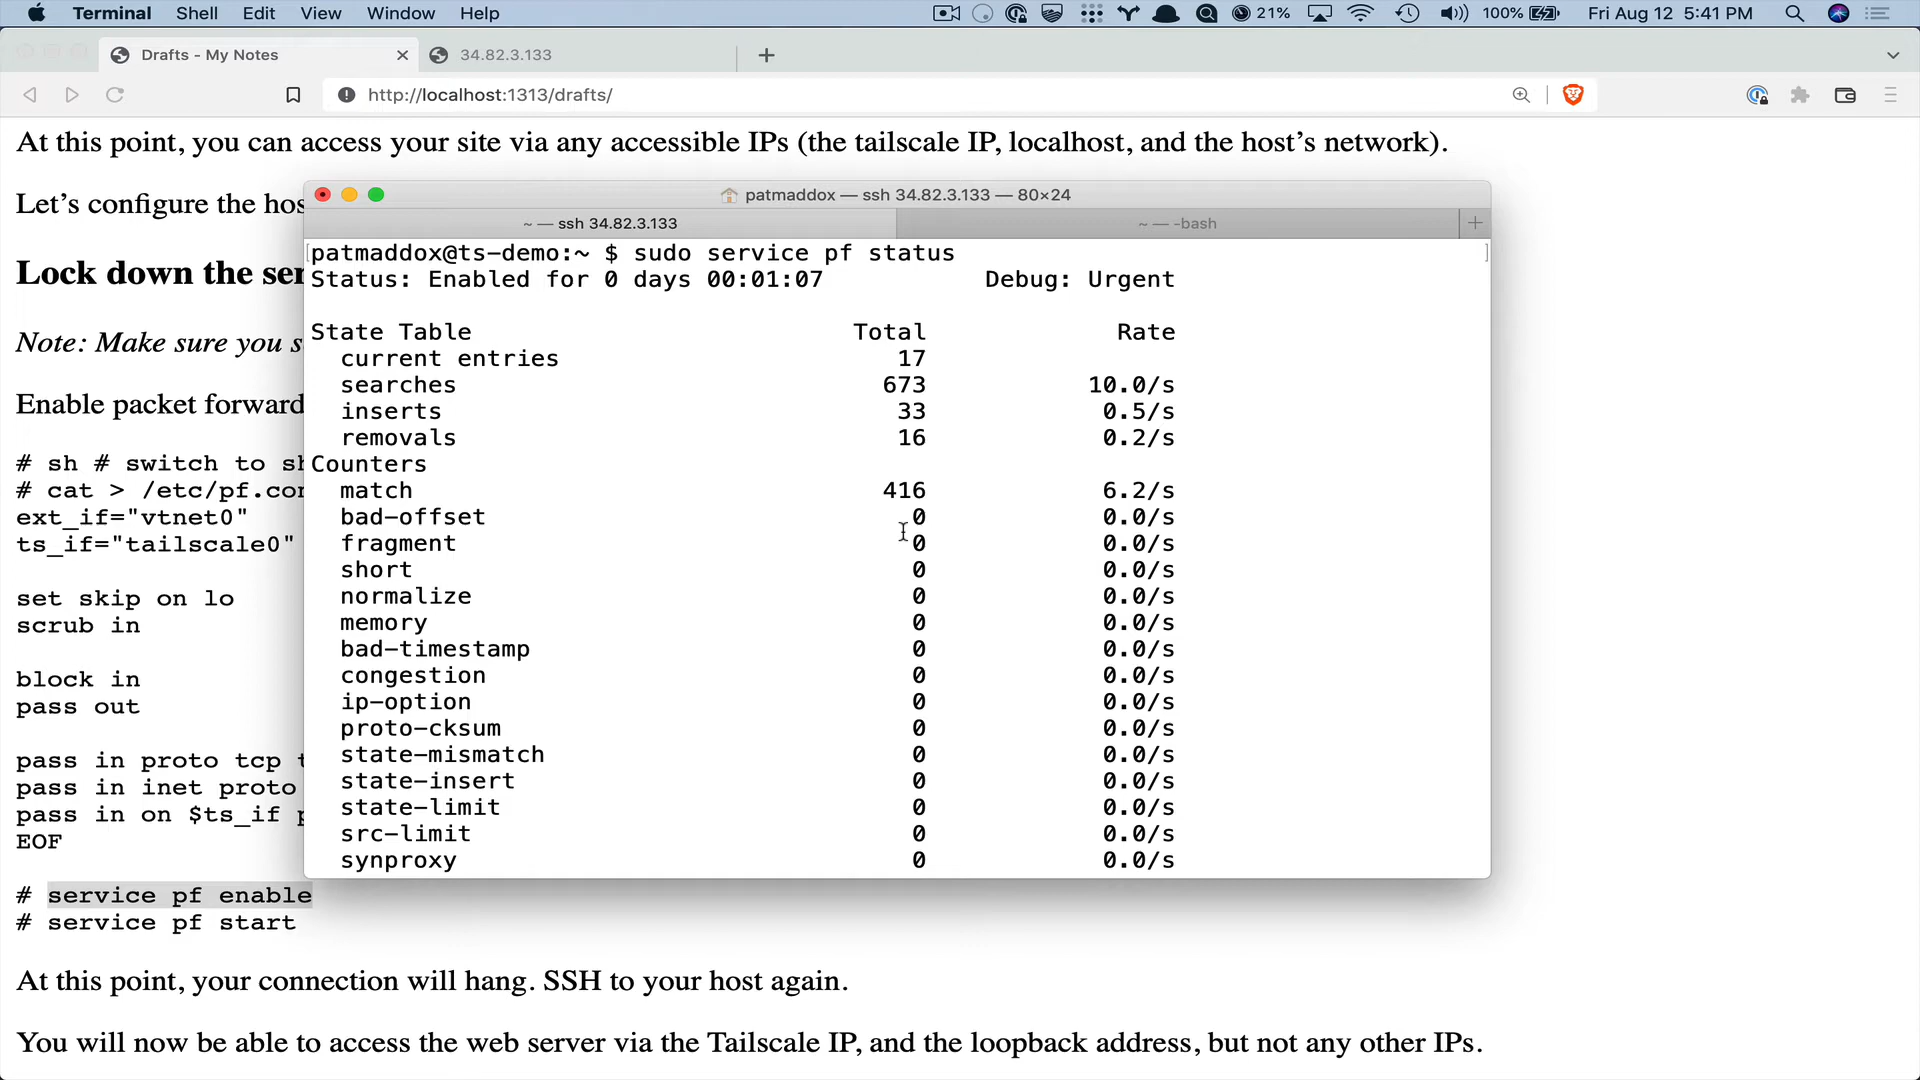 Terminal Shell Edit View Window Help 21% 100% Fri Aug 12 5:41 PM
Drafts - My Notes 34.82.3.133
http://localhost:1313/drafts/
At this point, you can access your site via any accessible IPs (the tailscale IP, localhost, and the host's network).
Let's configure the hos
patmaddox — ssh 34.82.3.133 — 80×24
~ — ssh 34.82.3.133 ~ — -bash
patmaddox@ts-demo:~ $ sudo service pf status
Lock down the ser
Status: Enabled for 0 days 00:01:07 Debug: Urgent
Note: Make sure you s
State Table Total Rate
current entries 17
searches 673 10.0/s
Enable packet forward
inserts 33 0.5/s
removals 16 0.2/s
# sh # switch to sh
Counters
# cat > /etc/pf.con
match 416 6.2/s
ext_if="vtnet0"
bad-offset 0 0.0/s
ts_if="tailscale0"
fragment 0 0.0/s
short 0 0.0/s
set skip on lo
normalize 0 0.0/s
scrub in
memory 0 0.0/s
bad-timestamp 0 0.0/s
block in
congestion 0 0.0/s
pass out
ip-option 0 0.0/s
proto-cksum 0 0.0/s
pass in proto tcp t
state-mismatch 0 0.0/s
pass in inet proto
state-insert 0 0.0/s
pass in on $ts_if p
state-limit 0 0.0/s
EOF
src-limit 0 0.0/s
synproxy 0 0.0/s
# service pf enable
# service pf start
At this point, your connection will hang. SSH to your host again.
You will now be able to access the web server via the Tailscale IP, and the loopback address, but not any other IPs.